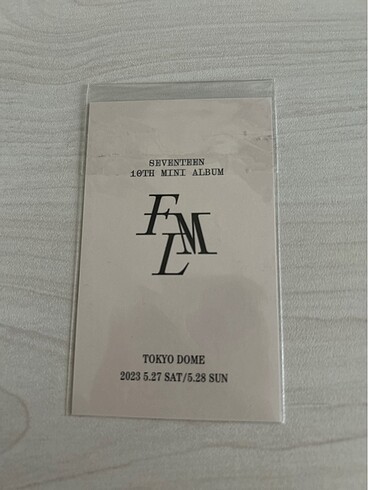 SEVENTEEN
10TH MINI ALBUM
FML
TOKYO DOME
2023 5.27 SAT/5.28 SUN